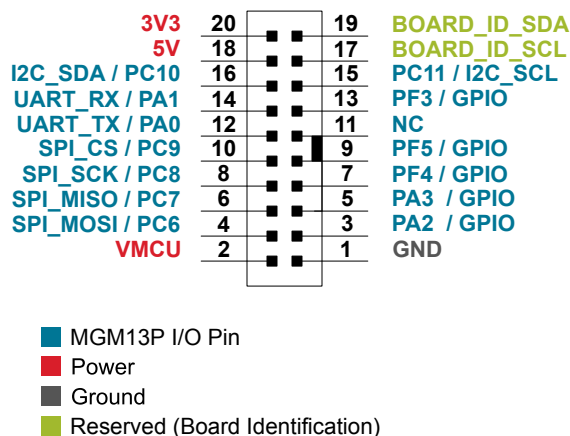 3V3 20 19 BOARD_ID_SDA
5V 18 17 BOARD_ID_SCL
I2C_SDA / PC10 16 15 PC11 / I2C_SCL
UART_RX / PA1 14 13 PF3 / GPIO
UART_TX / PA0 12 11 NC
SPI_CS / PC9 10 9 PF5 / GPIO
SPI_SCK / PC8 8 7 PF4 / GPIO
SPI_MISO / PC7 6 5 PA3 / GPIO
SPI_MOSI / PC6 4 3 PA2 / GPIO
VMCU 2 1 GND
MGM13P I/O Pin
Power
Ground
Reserved (Board Identification)